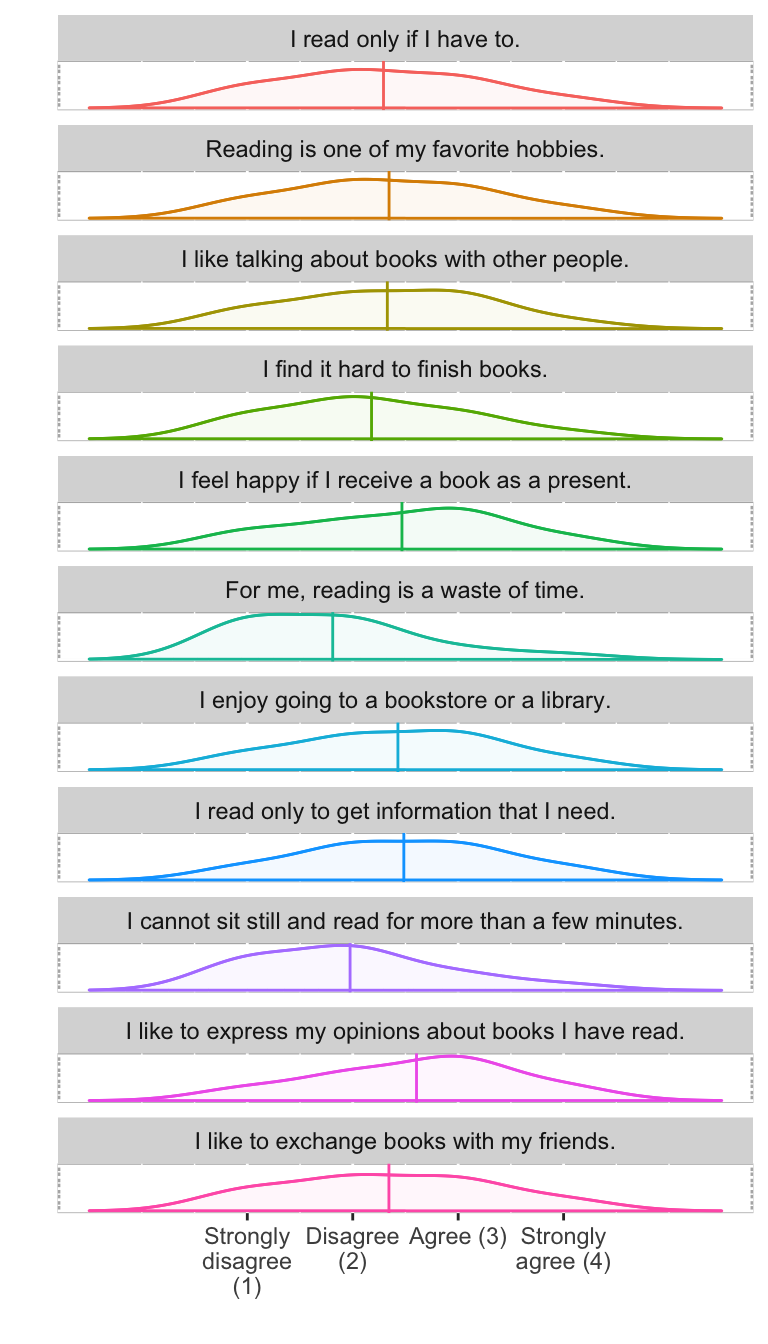 I read only if I have to.
Reading is one of my favorite hobbies.
I like talking about books with other people.
I find it hard to finish books.
I feel happy if I receive a book as a present.
For me, reading is a waste of time.
I enjoy going to a bookstore or a library.
I read only to get information that I need.
I cannot sit still and read for more than a few minutes.
I like to express my opinions about books I have read.
I like to exchange books with my friends.
Strongly disagree (1)
Disagree (2)
Agree (3)
Strongly agree (4)